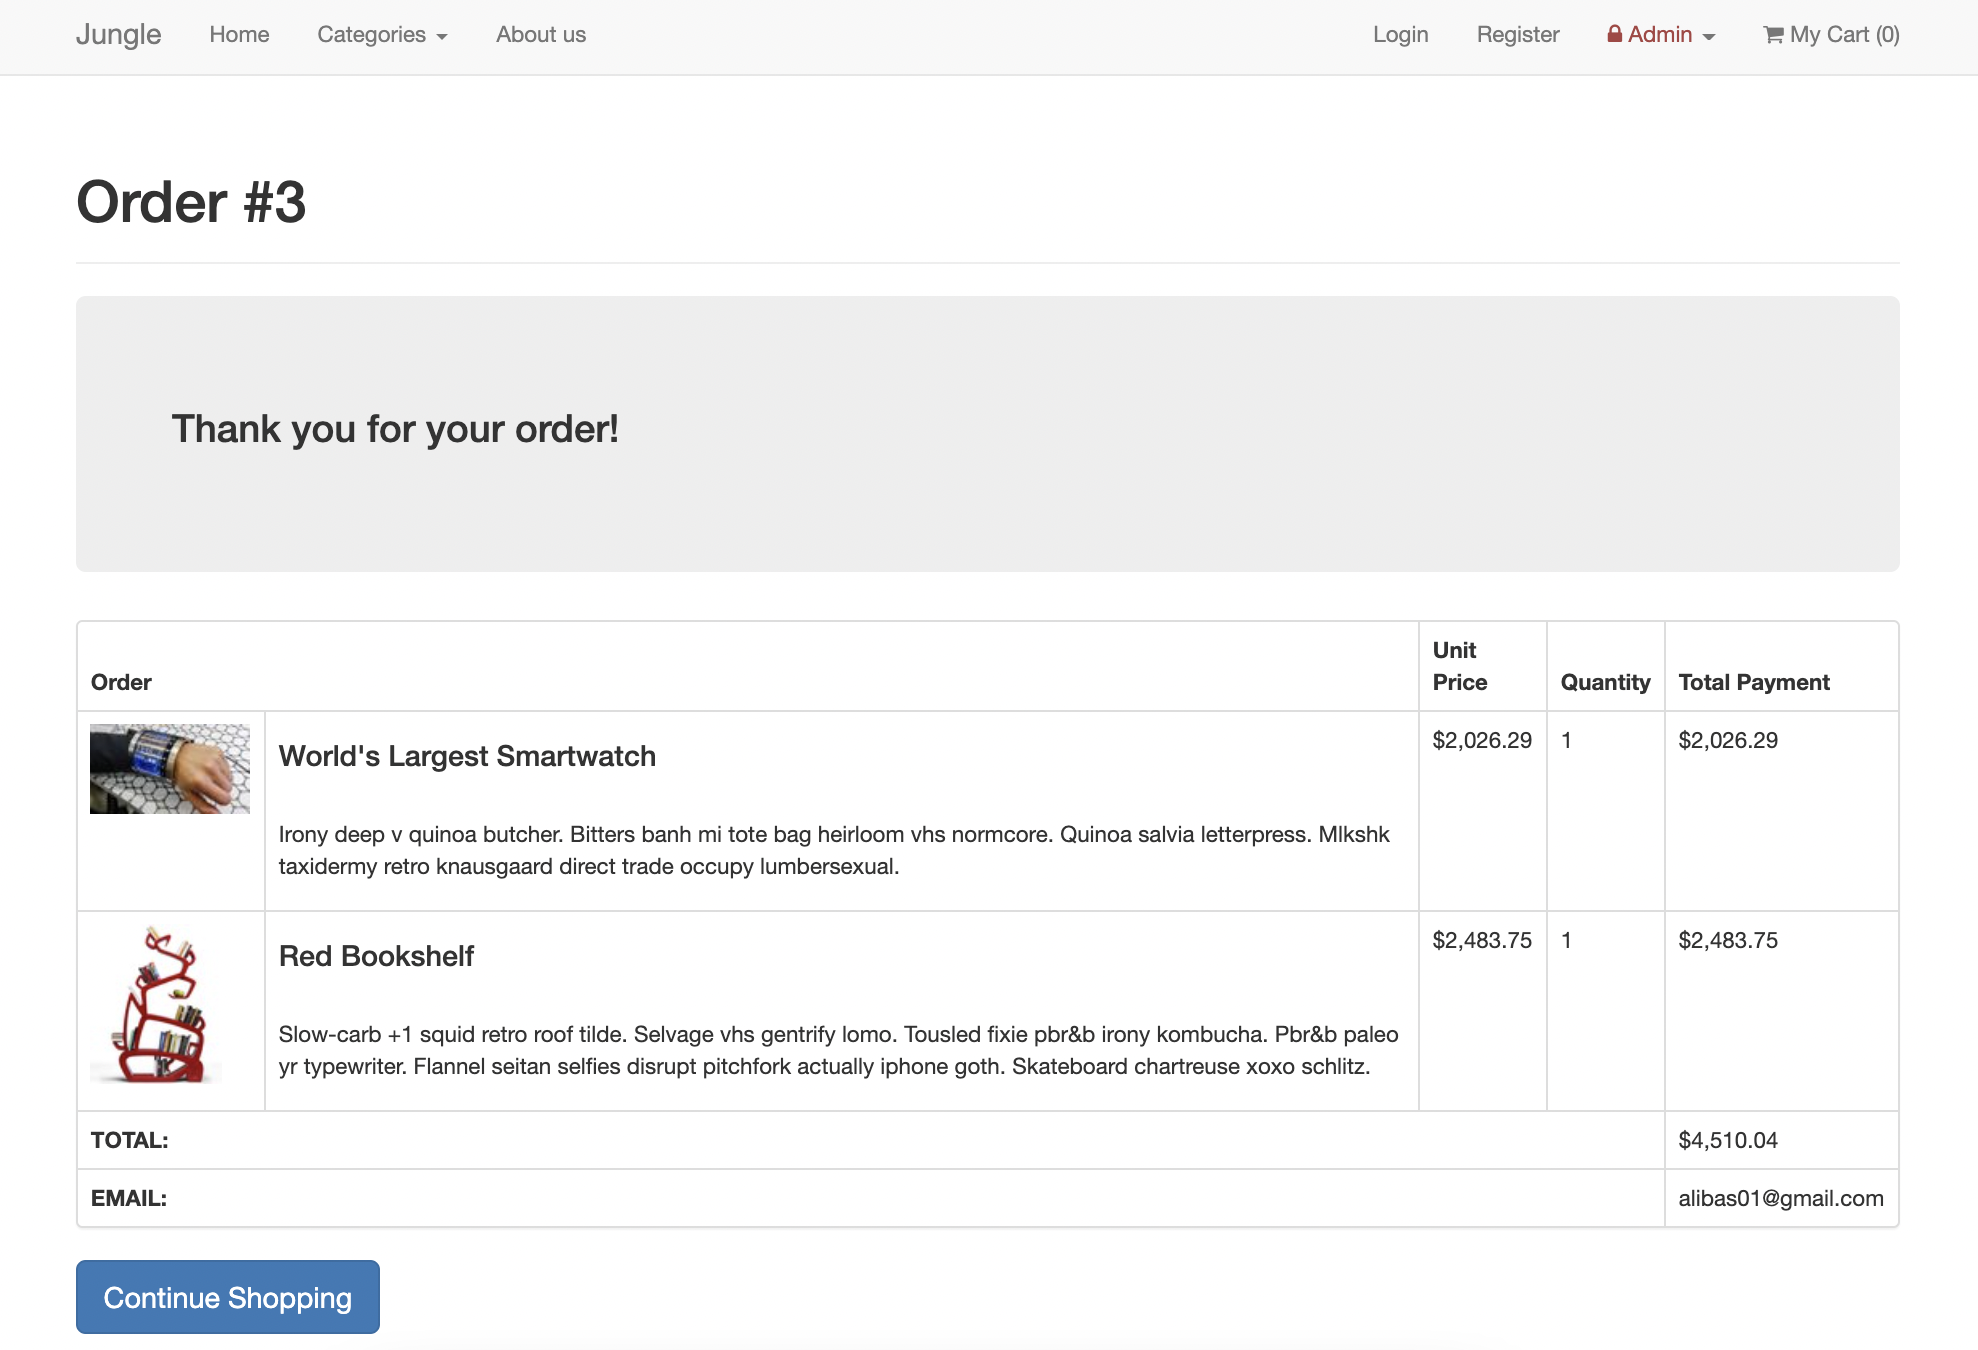 Jungle Home Categories About us Login Register Admin My Cart (0)
Order #3
Thank you for your order!
Order Unit Price Quantity Total Payment
World's Largest Smartwatch $2,026.29 1 $2,026.29
Irony deep v quinoa butcher. Bitters banh mi tote bag heirloom vhs normcore. Quinoa salvia letterpress. Mlkshk
taxidermy retro knausgaard direct trade occupy lumbersexual.
Red Bookshelf $2,483.75 1 $2,483.75
Slow-carb +1 squid retro roof tilde. Selvage vhs gentrify lomo. Tousled fixie pbr&b irony kombucha. Pbr&b paleo
yr typewriter. Flannel seitan selfies disrupt pitchfork actually iphone goth. Skateboard chartreuse xoxo schlitz.
TOTAL: $4,510.04
EMAIL: alibas01@gmail.com
Continue Shopping